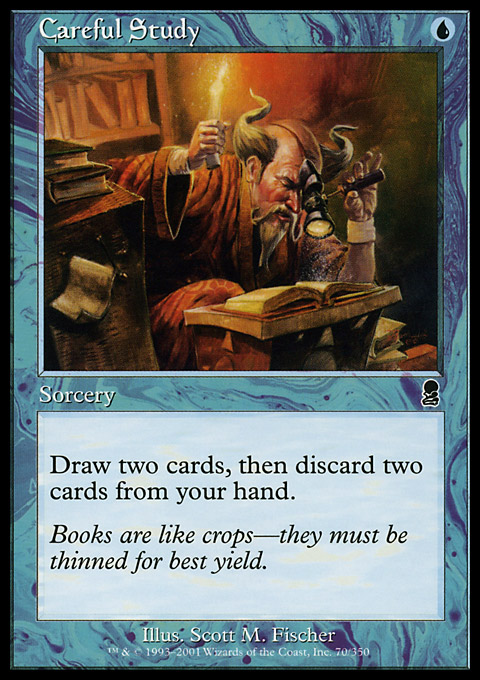 Careful Study
Sorcery
Draw two cards, then discard two
cards from your hand.
Books are like crops—they must be
thinned for best yield.
Illus. Scott M. Fischer
™ & © 1993–2001 Wizards of the Coast, Inc. 70/350